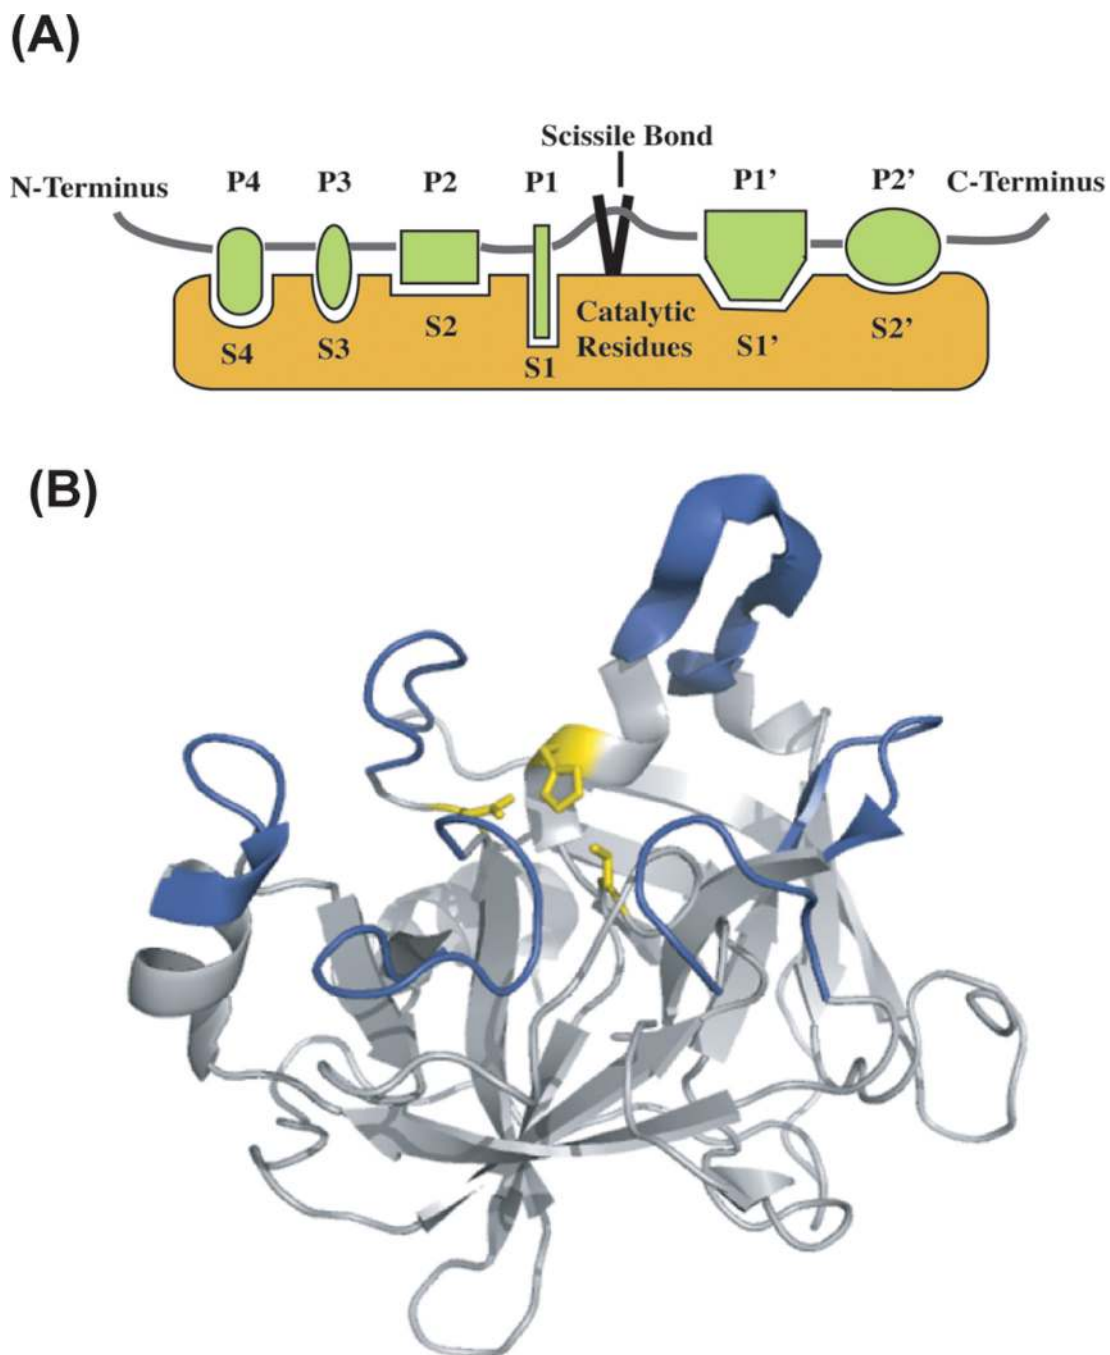 (A)
Scissile Bond
N-Terminus P4 P3 P2 P1 P1’ P2’ C-Terminus
S4 S3 S2 S1 Catalytic Residues S1’ S2’
(B)